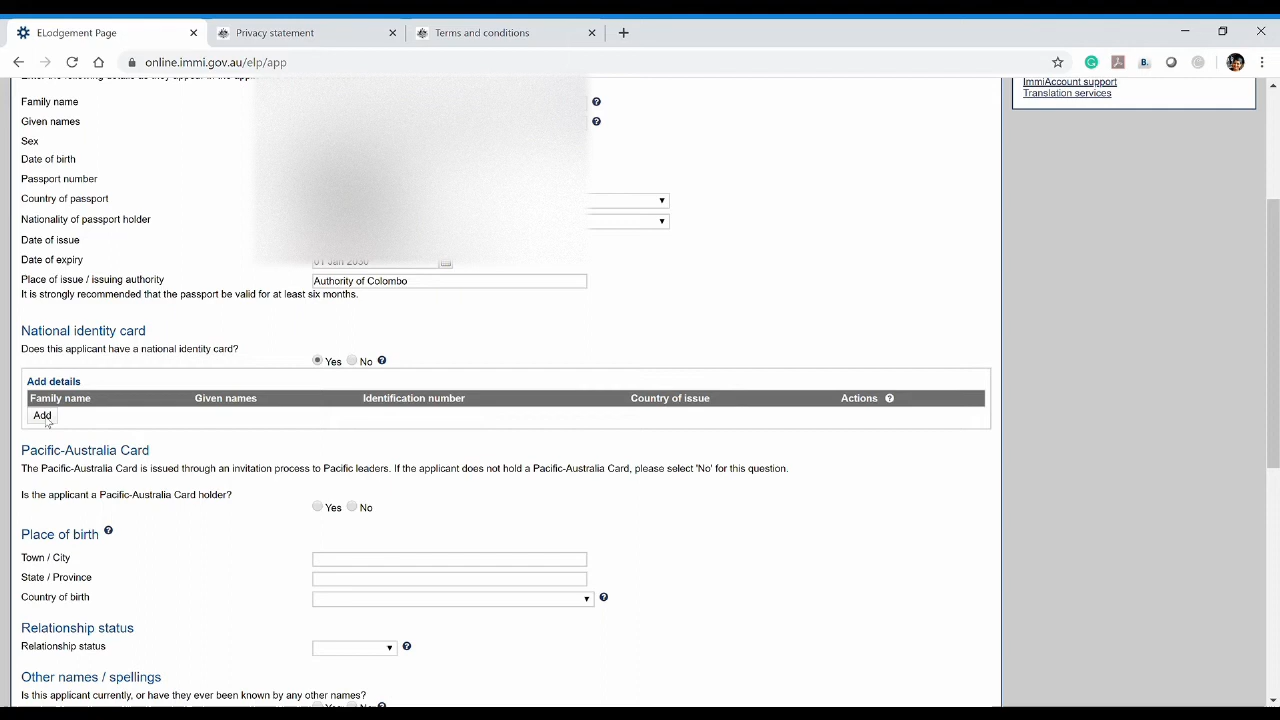 ELodgement Page
Privacy statement
Terms and conditions
online.immi.gov.au/elp/app
ImmiAccount support
Translation services
Family name
Given names
Sex
Date of birth
Passport number
Country of passport
Nationality of passport holder
Date of issue
Date of expiry
Place of issue / issuing authority
Authority of Colombo
It is strongly recommended that the passport be valid for at least six months.
National identity card
Does this applicant have a national identity card?
Yes No
Add details
Family name Given names Identification number Country of issue Actions
Add
Pacific-Australia Card
The Pacific-Australia Card is issued through an invitation process to Pacific leaders. If the applicant does not hold a Pacific-Australia Card, please select 'No' for this question.
Is the applicant a Pacific-Australia Card holder?
Yes No
Place of birth
Town / City
State / Province
Country of birth
Relationship status
Relationship status
Other names / spellings
Is this applicant currently, or have they ever been known by any other names?